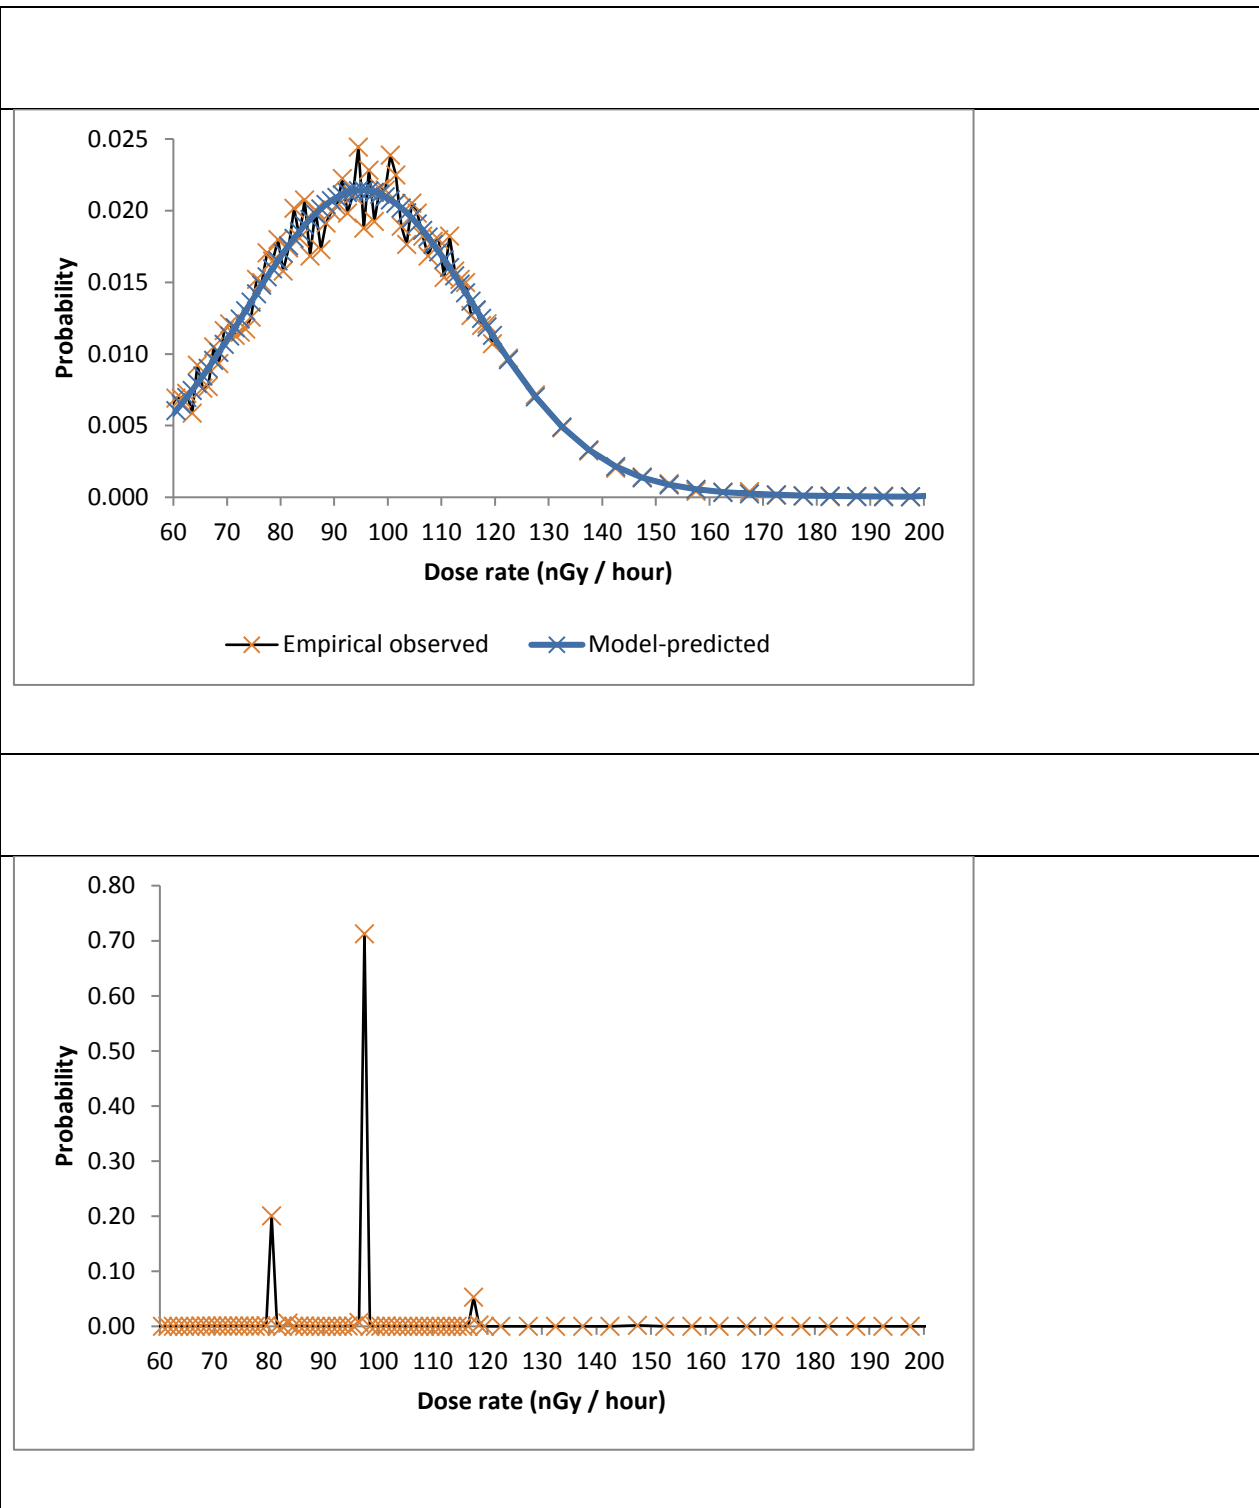 0.025
0.020
0.015
0.010
0.005
0.000
Probability
60 70 80 90 100 110 120 130 140 150 160 170 180 190 200
Dose rate (nGy / hour)
Empirical observed Model-predicted
0.80
0.70
0.60
0.50
0.40
0.30
0.20
0.10
0.00
Probability
60 70 80 90 100 110 120 130 140 150 160 170 180 190 200
Dose rate (nGy / hour)